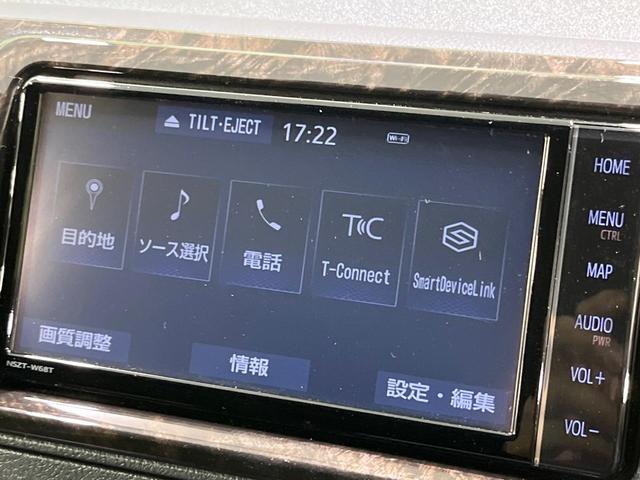 MENU
TILT・EJECT
17:22
Wi-Fi
目的地
ソース選択
電話
TC
T-Connect
SmartDeviceLink
画質調整
情報
設定・編集
NSZT-W68T
HOME
MENU
CTRL
MAP
AUDIO
PWR
VOL+
VOL−